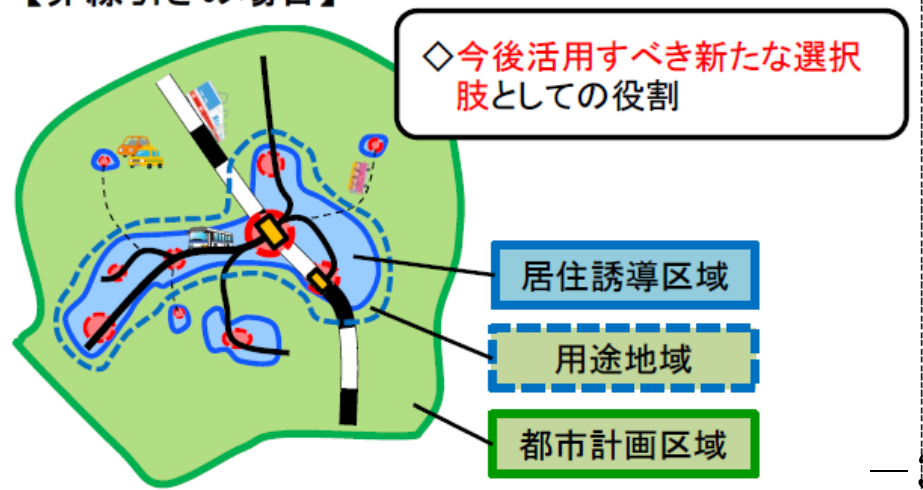 ◇今後活用すべき新たな選択
肢としての役割
居住誘導区域
用途地域
都市計画区域